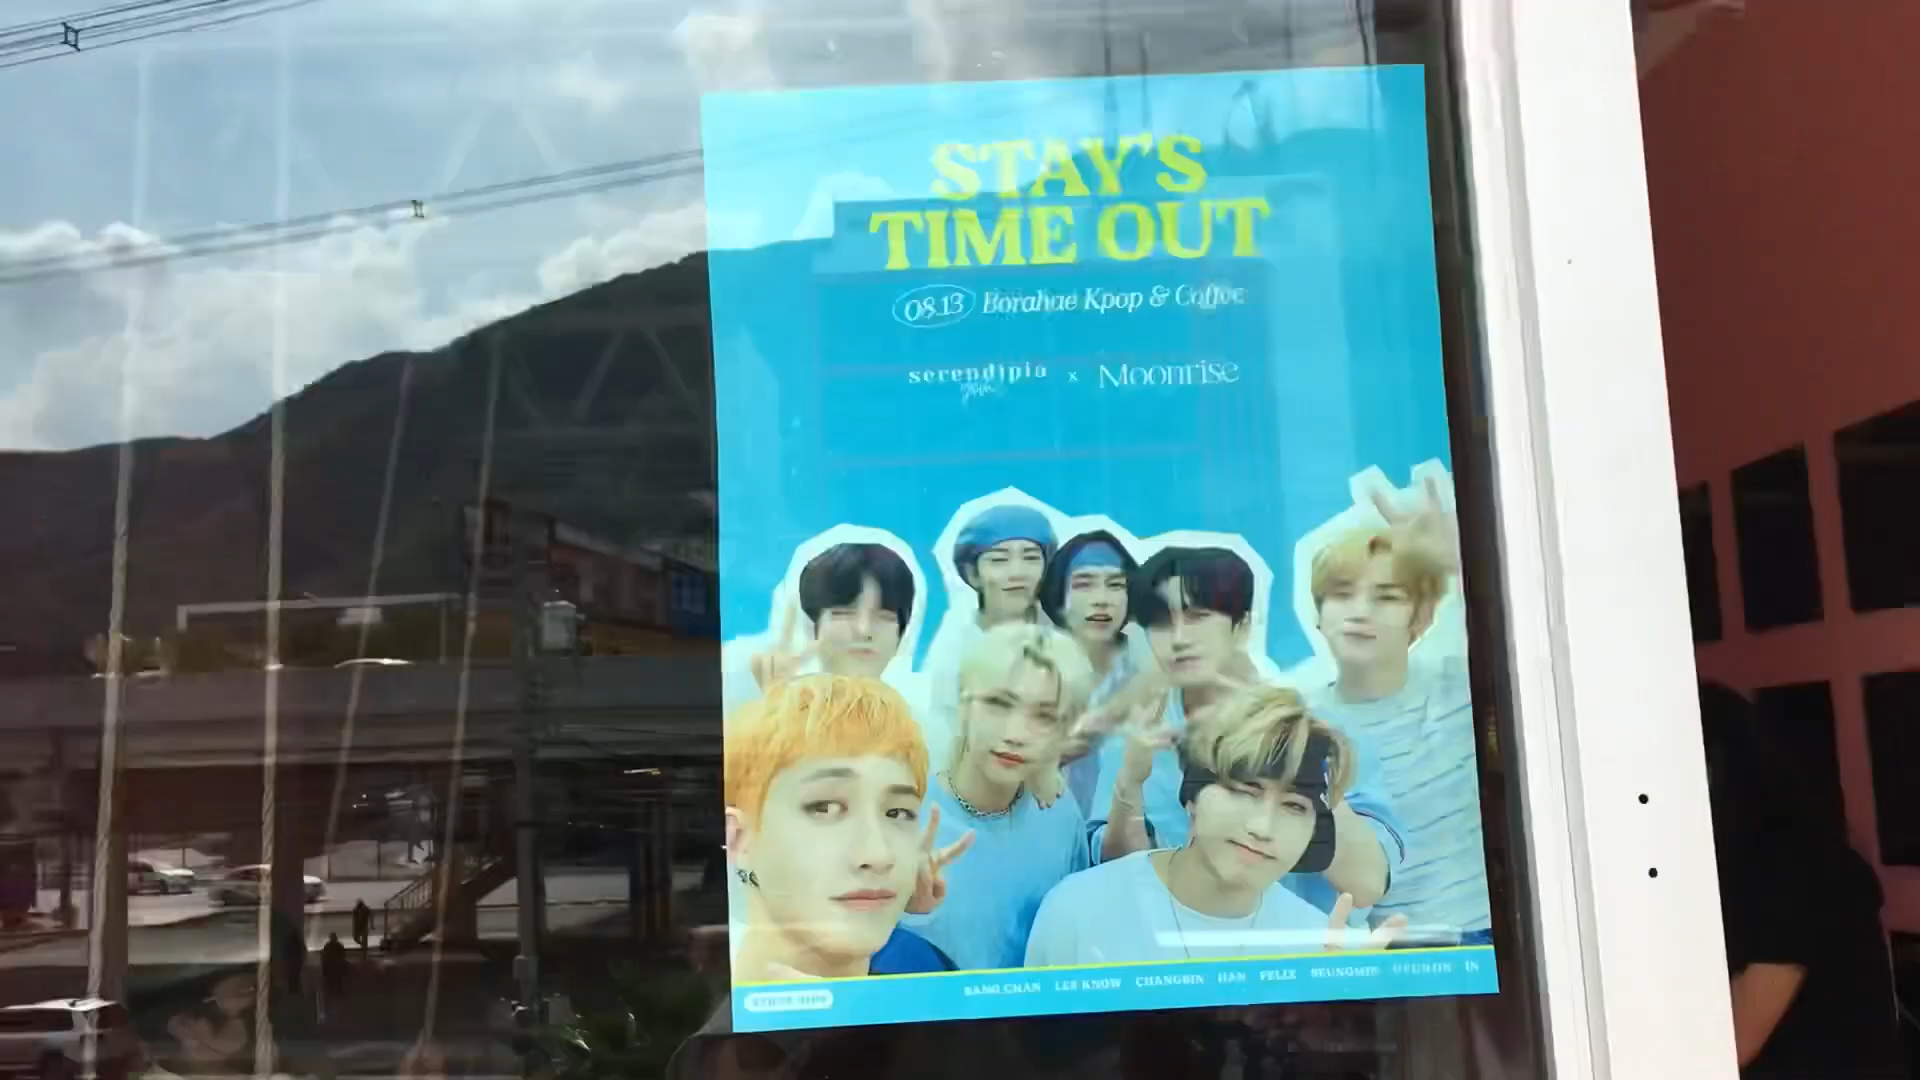 STAY'S
TIME OUT
08.13 Borahae Kpop & Coffee
serendipia x Moonrise
BANG CHAN LEE KNOW CHANGBIN HAN FELIX SEUNGMIN HYUNJIN IN
STRAY KIDS